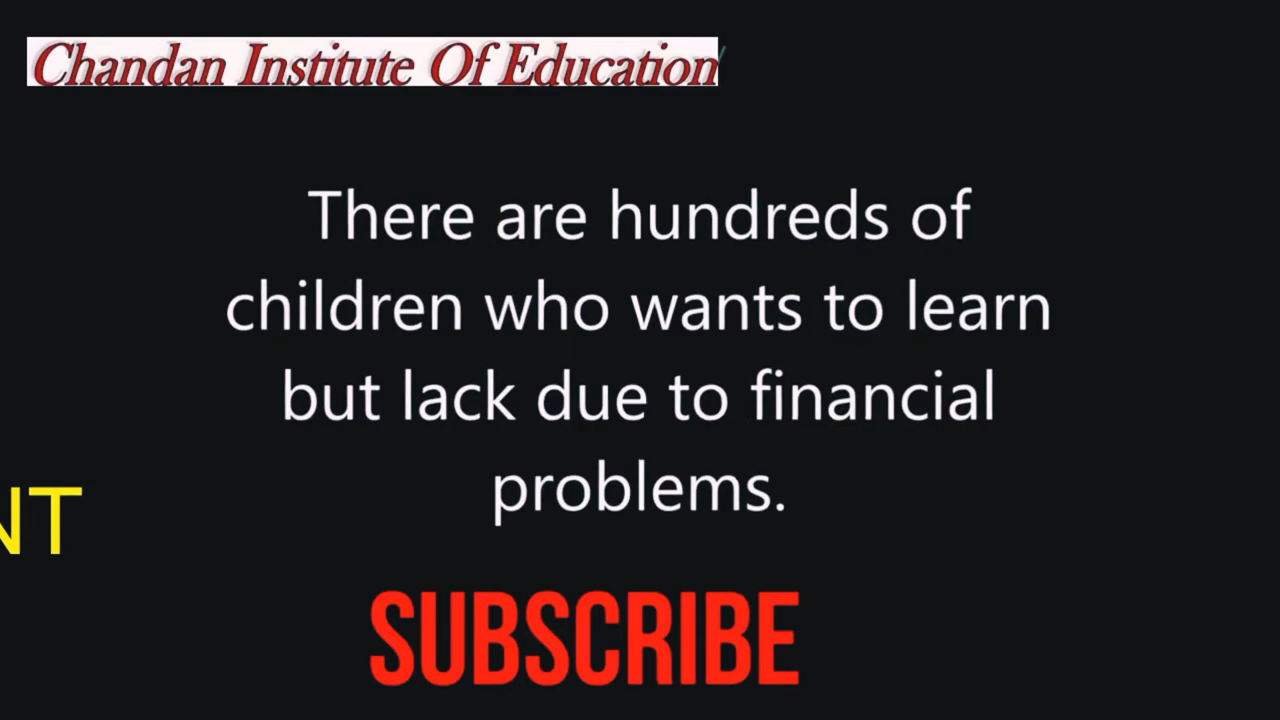 Chandan Institute Of Education
There are hundreds of
children who wants to learn
but lack due to financial
problems.
NT
SUBSCRIBE